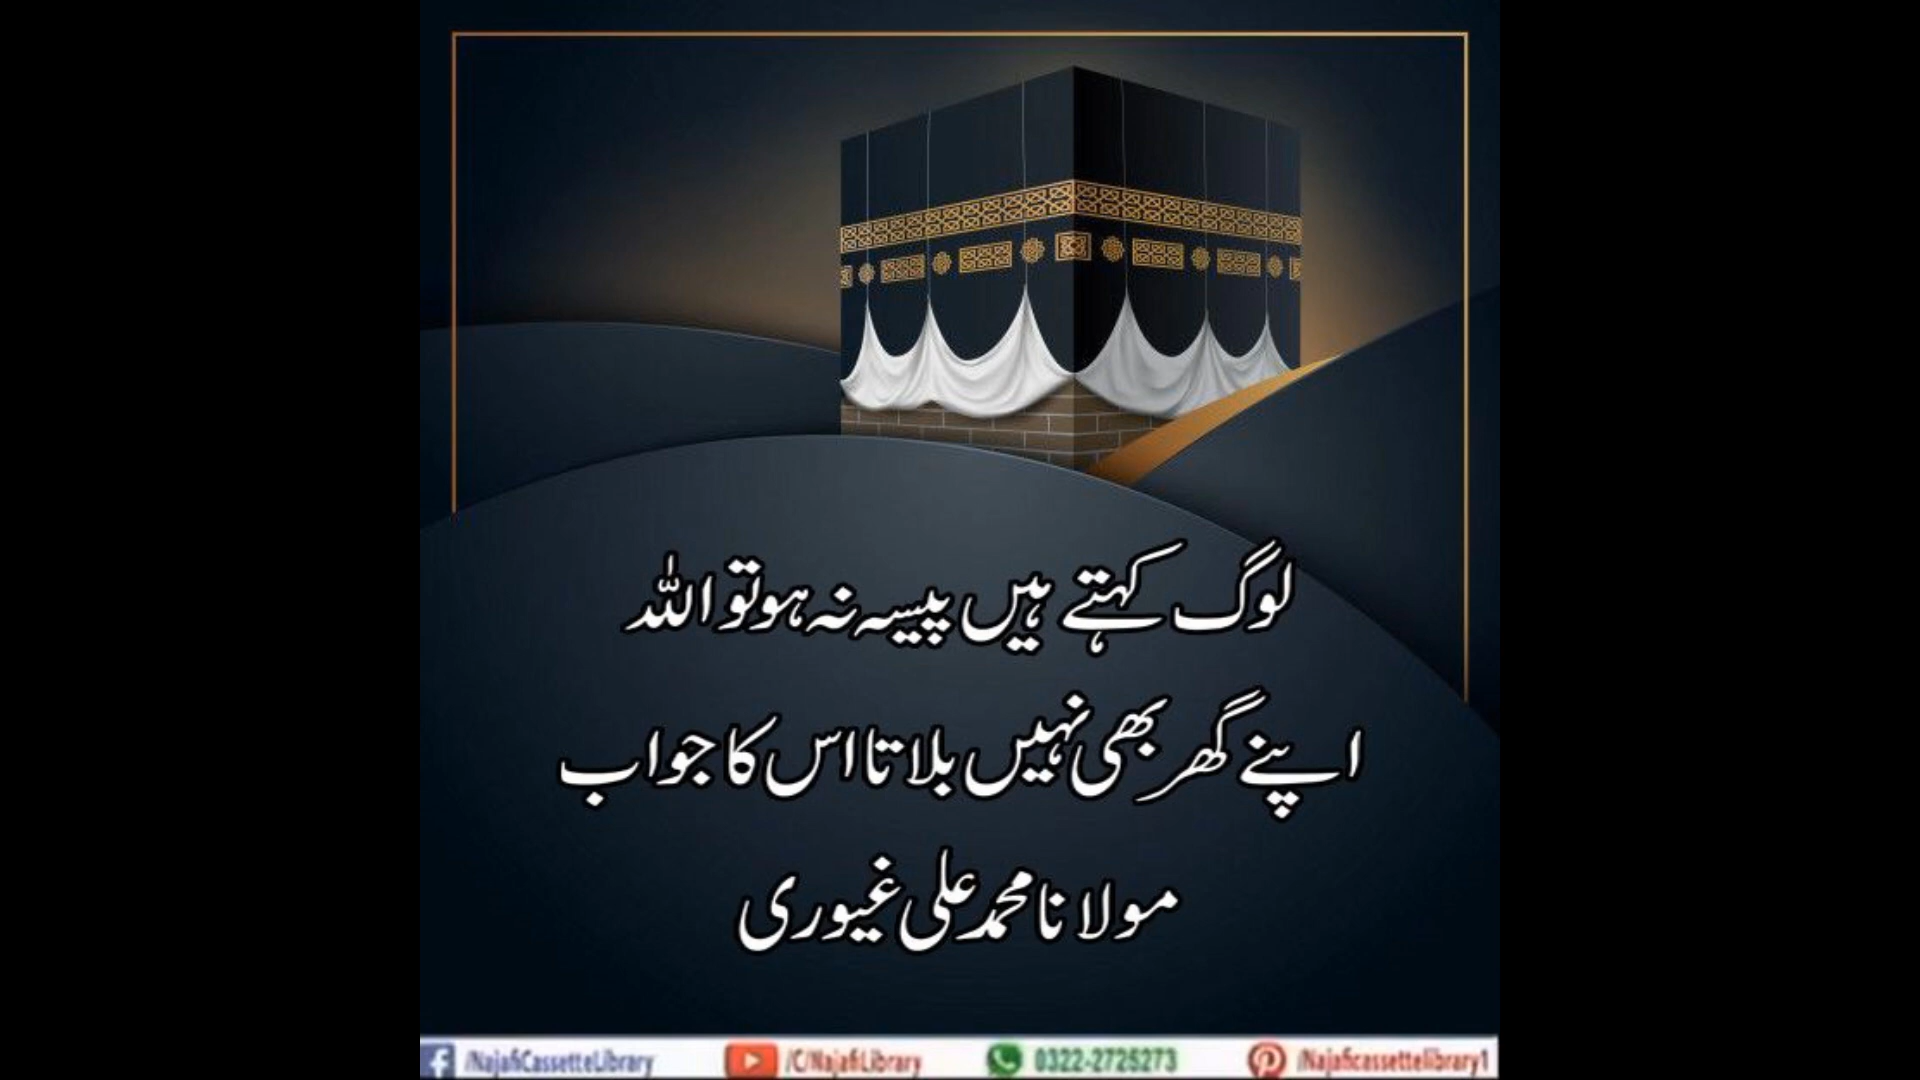 لوگ کہتے ہیں پیسہ نہ ہو تو اللہ
اپنے گھر بھی نہیں بلاتا اس کا جواب
مولانا محمد علی غیوری
/NajafiCassetteLibrary /C/NajafiLibrary 0322-2725273 /Najaficassettelibrary1